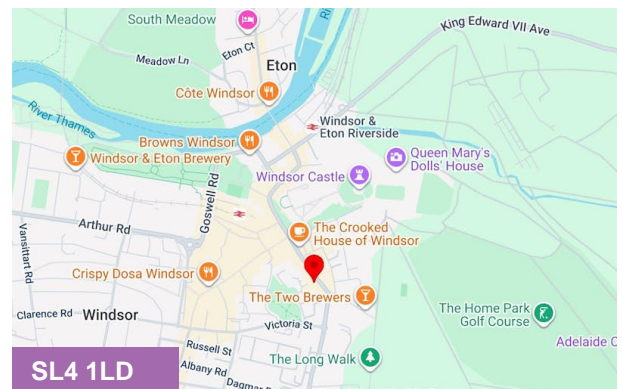 South Meadow
Eton Ct
Meadow Ln
Eton
King Edward VII Ave
Côte Windsor
River Thames
Windsor &
Eton Riverside
Browns Windsor
Windsor & Eton Brewery
Queen Mary's
Dolls' House
Windsor Castle
Goswell Rd
Arthur Rd
Vansittart Rd
The Crooked
House of Windsor
Crispy Dosa Windsor
The Two Brewers
The Home Park
Golf Course
Clarence Rd
Windsor
Victoria St
Adelaide C
Russell St
The Long Walk
Albany Rd
Dagmar
SL4 1LD